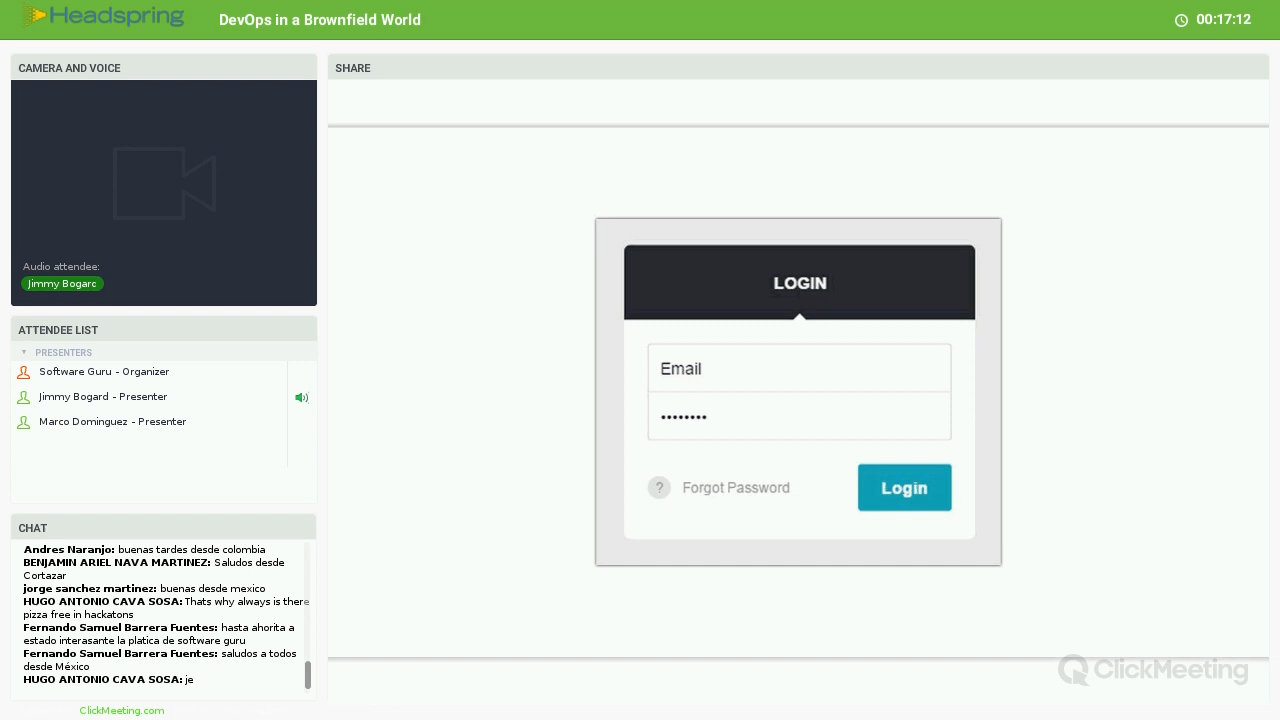 Headspring
DevOps in a Brownfield World
00:17:12
CAMERA AND VOICE
Audio attendee:
Jimmy Bogarc
ATTENDEE LIST
PRESENTERS
Software Guru - Organizer
Jimmy Bogard - Presenter
Marco Dominguez - Presenter
CHAT
Andres Naranjo: buenas tardes desde colombia
BENJAMIN ARIEL NAVA MARTINEZ: Saludos desde
Cortazar
jorge sanchez martinez: buenas desde mexico
HUGO ANTONIO CAVA SOSA: Thats why always is there
pizza free in hackatons
Fernando Samuel Barrera Fuentes: hasta ahorita a
estado interasante la platica de software guru
Fernando Samuel Barrera Fuentes: saludos a todos
desde México
HUGO ANTONIO CAVA SOSA: je
ClickMeeting.com
SHARE
LOGIN
Email
••••••••
? Forgot Password
Login
ClickMeeting